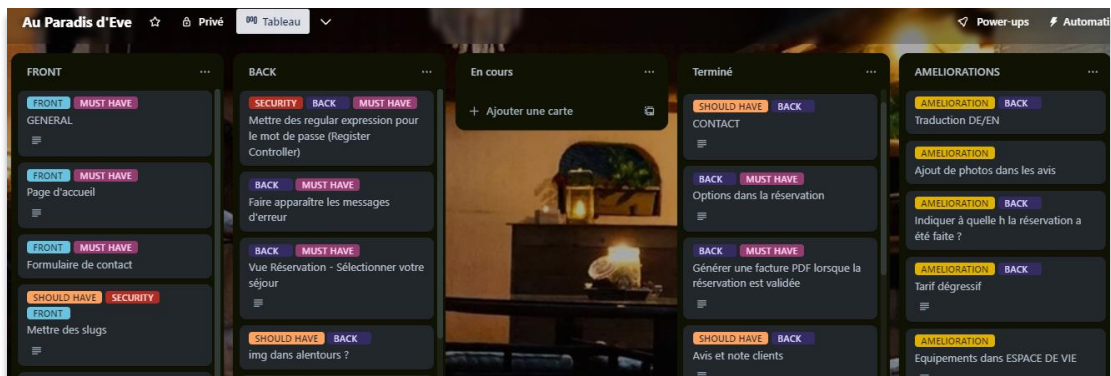 Au Paradis d'Eve Privé Tableau Power-ups Automati
FRONT
FRONT MUST HAVE
GENERAL
FRONT MUST HAVE
Page d'accueil
FRONT MUST HAVE
Formulaire de contact
SHOULD HAVE SECURITY
FRONT
Mettre des slugs
BACK
SECURITY BACK MUST HAVE
Mettre des regular expression pour
le mot de passe (Register
Controller)
BACK MUST HAVE
Faire apparaître les messages
d'erreur
BACK MUST HAVE
Vue Réservation - Sélectionner votre
séjour
SHOULD HAVE BACK
img dans alentours ?
En cours
+ Ajouter une carte
Terminé
SHOULD HAVE BACK
CONTACT
BACK MUST HAVE
Options dans la réservation
BACK MUST HAVE
Générer une facture PDF lorsque la
réservation est validée
SHOULD HAVE BACK
Avis et note clients
AMELIORATIONS
AMELIORATION BACK
Traduction DE/EN
AMELIORATION
Ajout de photos dans les avis
AMELIORATION BACK
Indiquer à quelle h la réservation a
été faite ?
AMELIORATION BACK
Tarif dégressif
AMELIORATION
Equipements dans ESPACE DE VIE